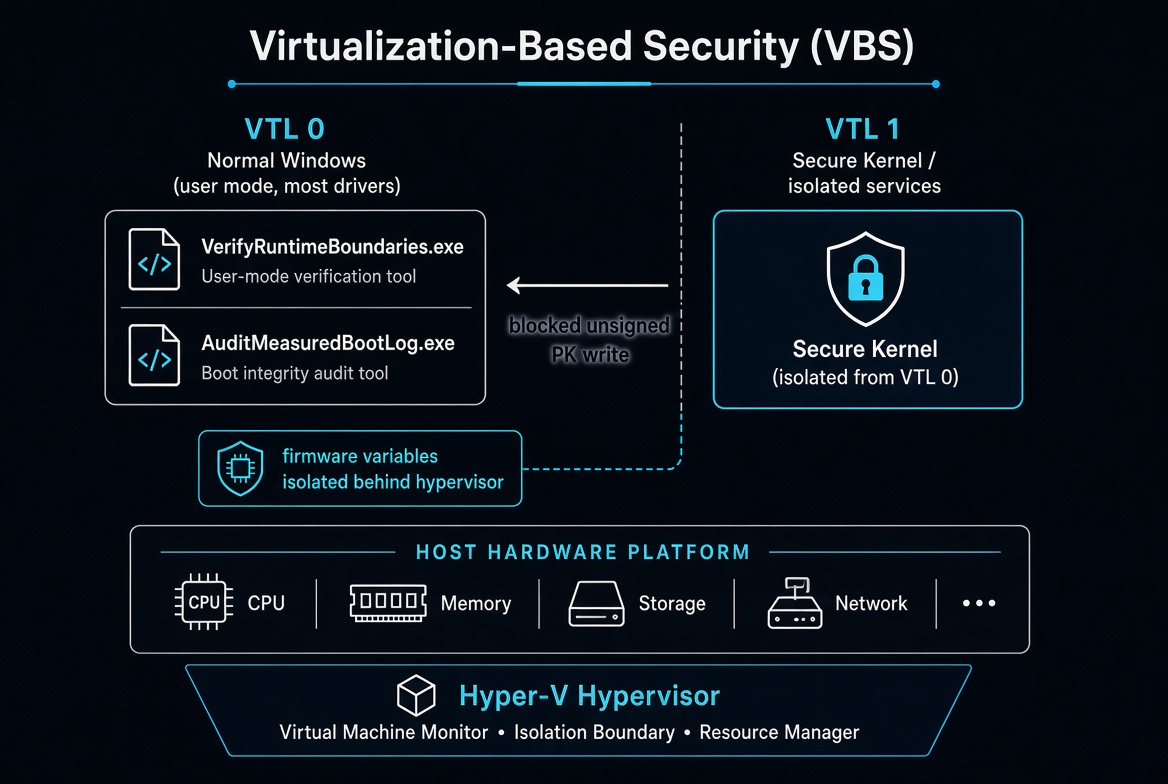 Virtualization-Based Security (VBS)
VTL 0
Normal Windows
(user mode, most drivers)
VerifyRuntimeBoundaries.exe
User-mode verification tool
AuditMeasuredBootLog.exe
Boot integrity audit tool
blocked unsigned
PK write
VTL 1
Secure Kernel /
isolated services
Secure Kernel
(isolated from VTL 0)
firmware variables
isolated behind hypervisor
HOST HARDWARE PLATFORM
CPU
CPU
Memory
Storage
Network
Hyper-V Hypervisor
Virtual Machine Monitor • Isolation Boundary • Resource Manager